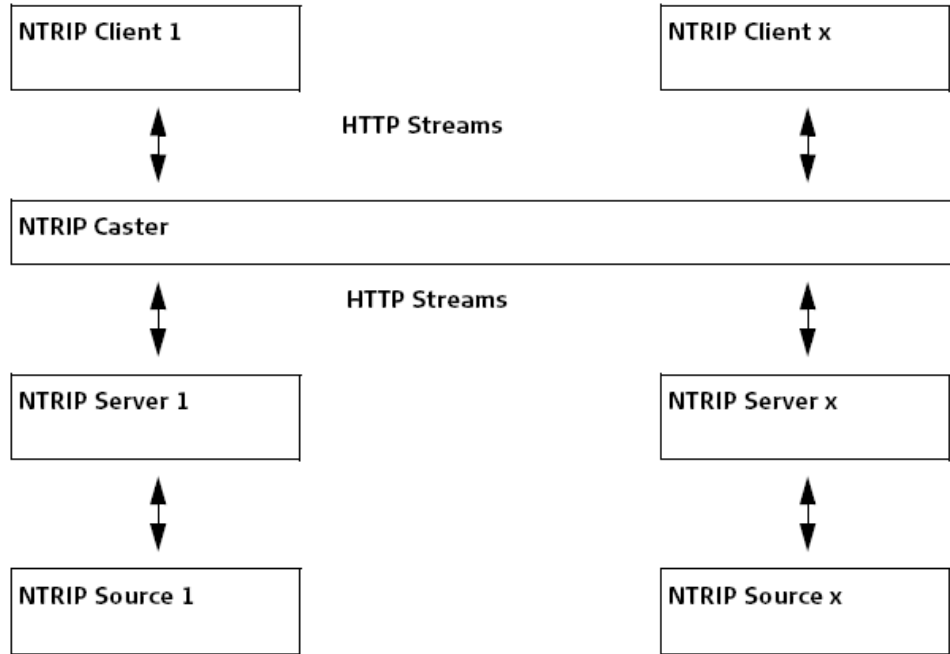 NTRIP Client 1
NTRIP Client x
HTTP Streams
NTRIP Caster
HTTP Streams
NTRIP Server 1
NTRIP Server x
NTRIP Source 1
NTRIP Source x